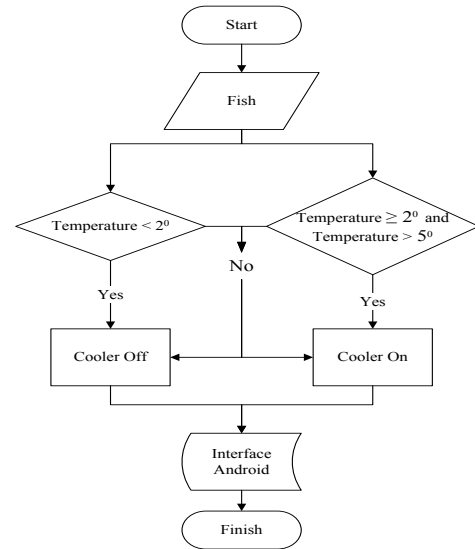 Start
Fish
Temperature < 2⁰
Temperature ≥ 2⁰ and
Temperature > 5⁰
No
Yes
Yes
Cooler Off
Cooler On
Interface
Android
Finish